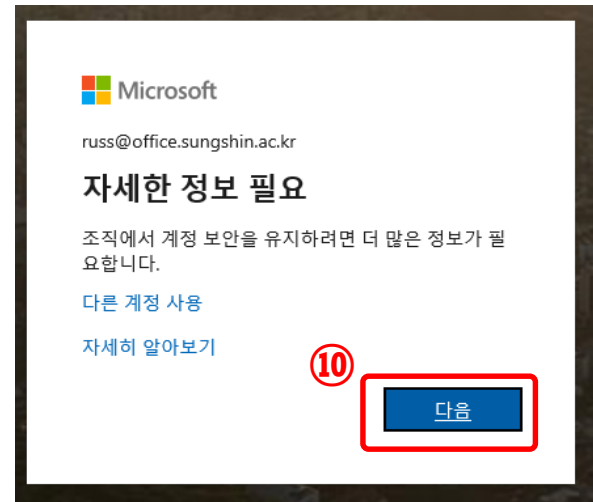 Microsoft
russ@office.sungshin.ac.kr
자세한 정보 필요
조직에서 계정 보안을 유지하려면 더 많은 정보가 필
요합니다.
다른 계정 사용
자세히 알아보기
⑩
다음